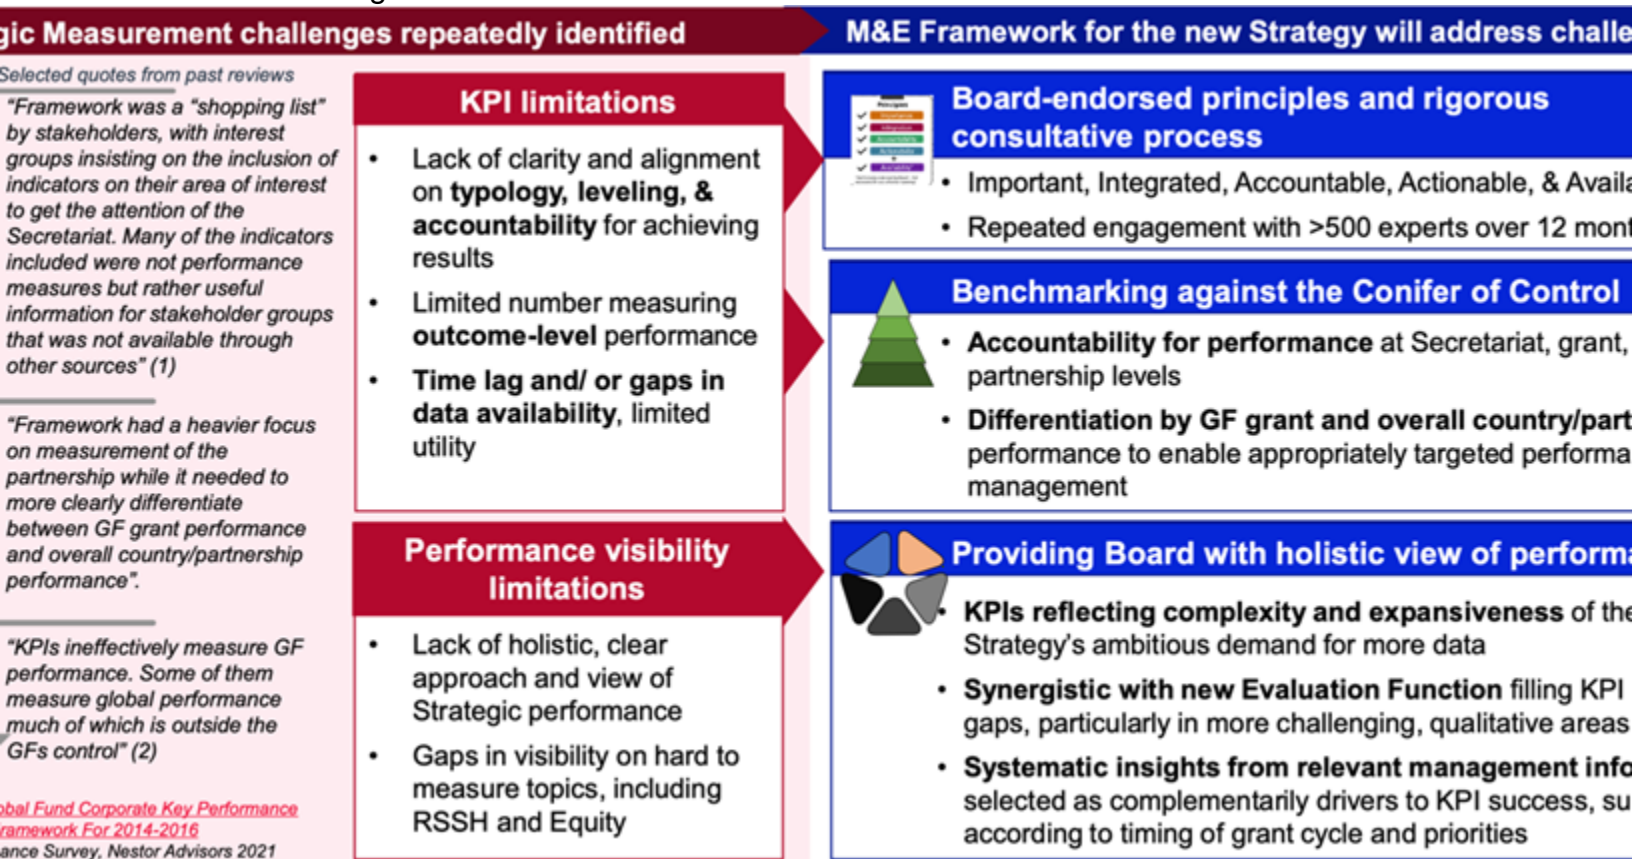 gic Measurement challenges repeatedly identified
M&E Framework for the new Strategy will address challe
Selected quotes from past reviews
“Framework was a “shopping list”
by stakeholders, with interest
groups insisting on the inclusion of
indicators on their area of interest
to get the attention of the
Secretariat. Many of the indicators
included were not performance
measures but rather useful
information for stakeholder groups
that was not available through
other sources” (1)
“Framework had a heavier focus
on measurement of the
partnership while it needed to
more clearly differentiate
between GF grant performance
and overall country/partnership
performance”.
“KPIs ineffectively measure GF
performance. Some of them
measure global performance
much of which is outside the
GFs control” (2)
obal Fund Corporate Key Performance
ramework For 2014-2016
ance Survey, Nestor Advisors 2021
KPI limitations
• Lack of clarity and alignment
on typology, leveling, &
accountability for achieving
results
• Limited number measuring
outcome-level performance
• Time lag and/ or gaps in
data availability, limited
utility
Performance visibility
limitations
• Lack of holistic, clear
approach and view of
Strategic performance
• Gaps in visibility on hard to
measure topics, including
RSSH and Equity
Principles
Board-endorsed principles and rigorous
consultative process
• Important, Integrated, Accountable, Actionable, & Availa
• Repeated engagement with >500 experts over 12 mont
Benchmarking against the Conifer of Control
• Accountability for performance at Secretariat, grant,
partnership levels
• Differentiation by GF grant and overall country/part
performance to enable appropriately targeted performa
management
Providing Board with holistic view of performa
• KPIs reflecting complexity and expansiveness of the
Strategy’s ambitious demand for more data
• Synergistic with new Evaluation Function filling KPI
gaps, particularly in more challenging, qualitative areas
• Systematic insights from relevant management info
selected as complementarily drivers to KPI success, su
according to timing of grant cycle and priorities